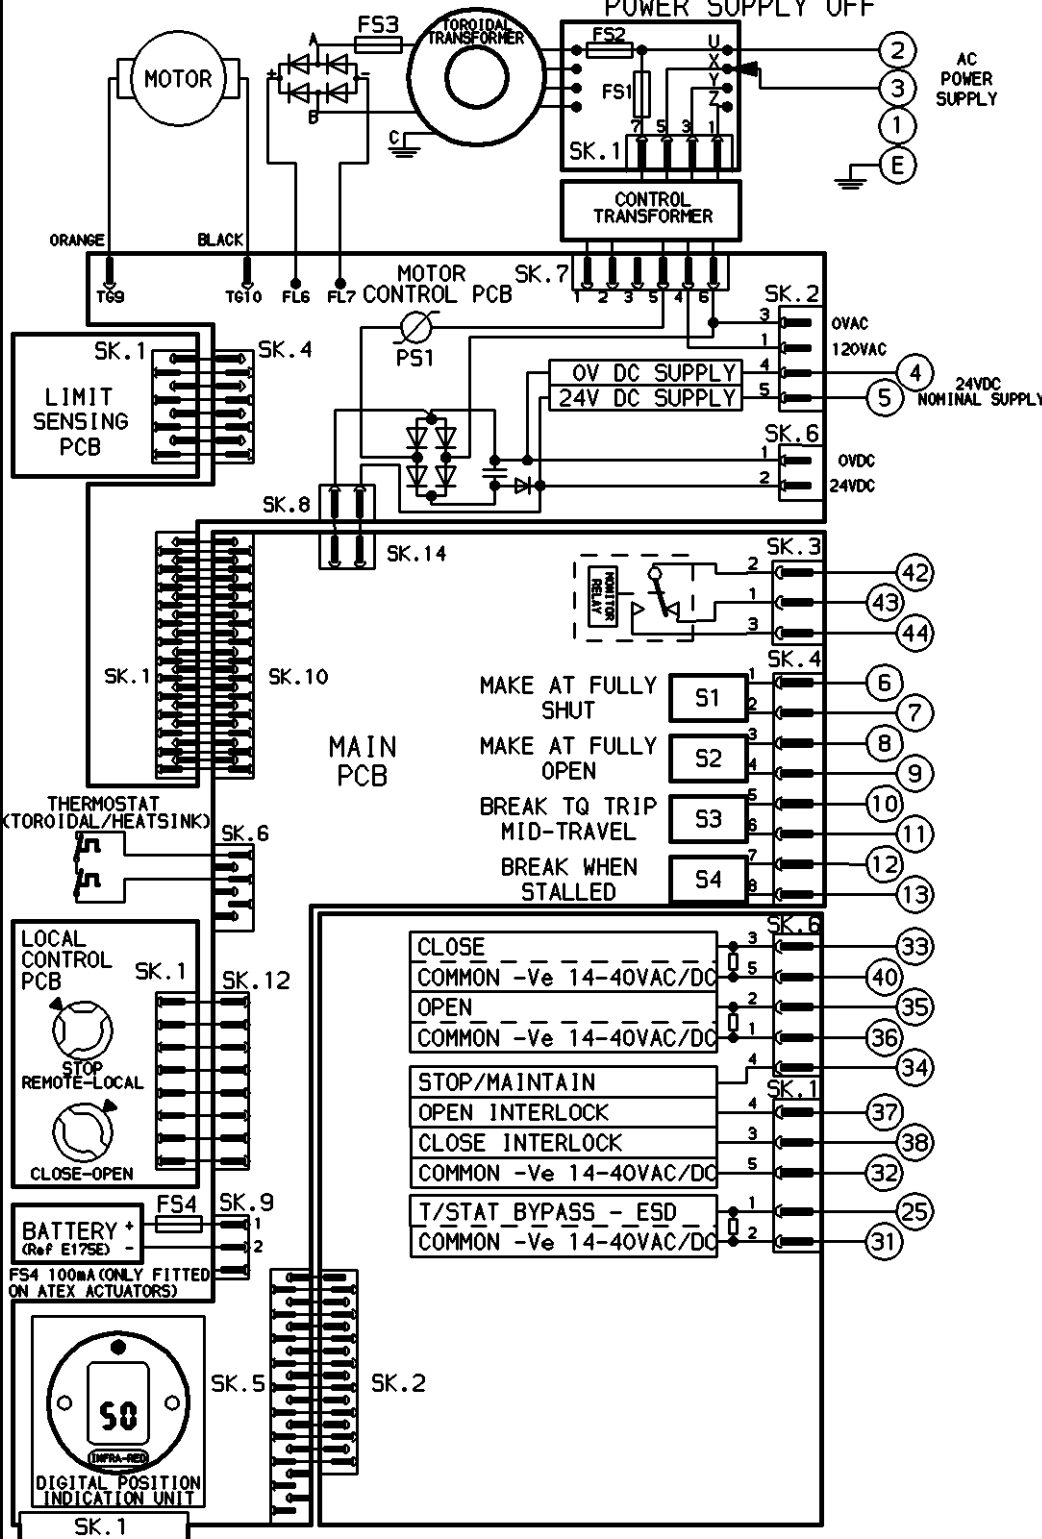 POWER SUPPLY OFF
FS3
TOROIDAL
TRANSFORMER
FS2
FS1
U
X
Y
Z
2
3
1
E
AC
POWER
SUPPLY
MOTOR
A
+
-
B
C
7 5 3 1
SK.1
CONTROL
TRANSFORMER
ORANGE
BLACK
TG9
TG10
FL6
FL7
MOTOR
CONTROL PCB
SK.7
1 2 3 5 4 6
PS1
SK.2
3 0VAC
1 120VAC
0V DC SUPPLY 4 4
24V DC SUPPLY 5 5
24VDC
NOMINAL SUPPLY
SK.6
1 0VDC
2 24VDC
SK.1
SK.4
LIMIT
SENSING
PCB
SK.8
SK.14
SK.3
MONITOR
RELAY
2 42
1 43
3 44
SK.4
SK.1
SK.10
MAIN
PCB
MAKE AT FULLY
SHUT
S1
1 6
2 7
MAKE AT FULLY
OPEN
S2
3 8
4 9
BREAK TQ TRIP
MID-TRAVEL
S3
5 10
6 11
BREAK WHEN
STALLED
S4
7 12
8 13
THERMOSTAT
(TOROIDAL/HEATSINK)
SK.6
LOCAL
CONTROL
PCB
SK.1
SK.12
STOP
REMOTE-LOCAL
CLOSE-OPEN
SK.6
CLOSE 3 33
COMMON -Ve 14-40VAC/DC 5 40
OPEN 2 35
COMMON -Ve 14-40VAC/DC 1 36
STOP/MAINTAIN 4 34
SK.1
OPEN INTERLOCK 4 37
CLOSE INTERLOCK 3 38
COMMON -Ve 14-40VAC/DC 5 32
T/STAT BYPASS - ESD 1 25
COMMON -Ve 14-40VAC/DC 2 31
BATTERY + -
(Ref E175E)
FS4
SK.9
1
2
FS4 100mA(ONLY FITTED
ON ATEX ACTUATORS)
SK.5
SK.2
50
INFRA-RED
DIGITAL POSITION
INDICATION UNIT
SK.1